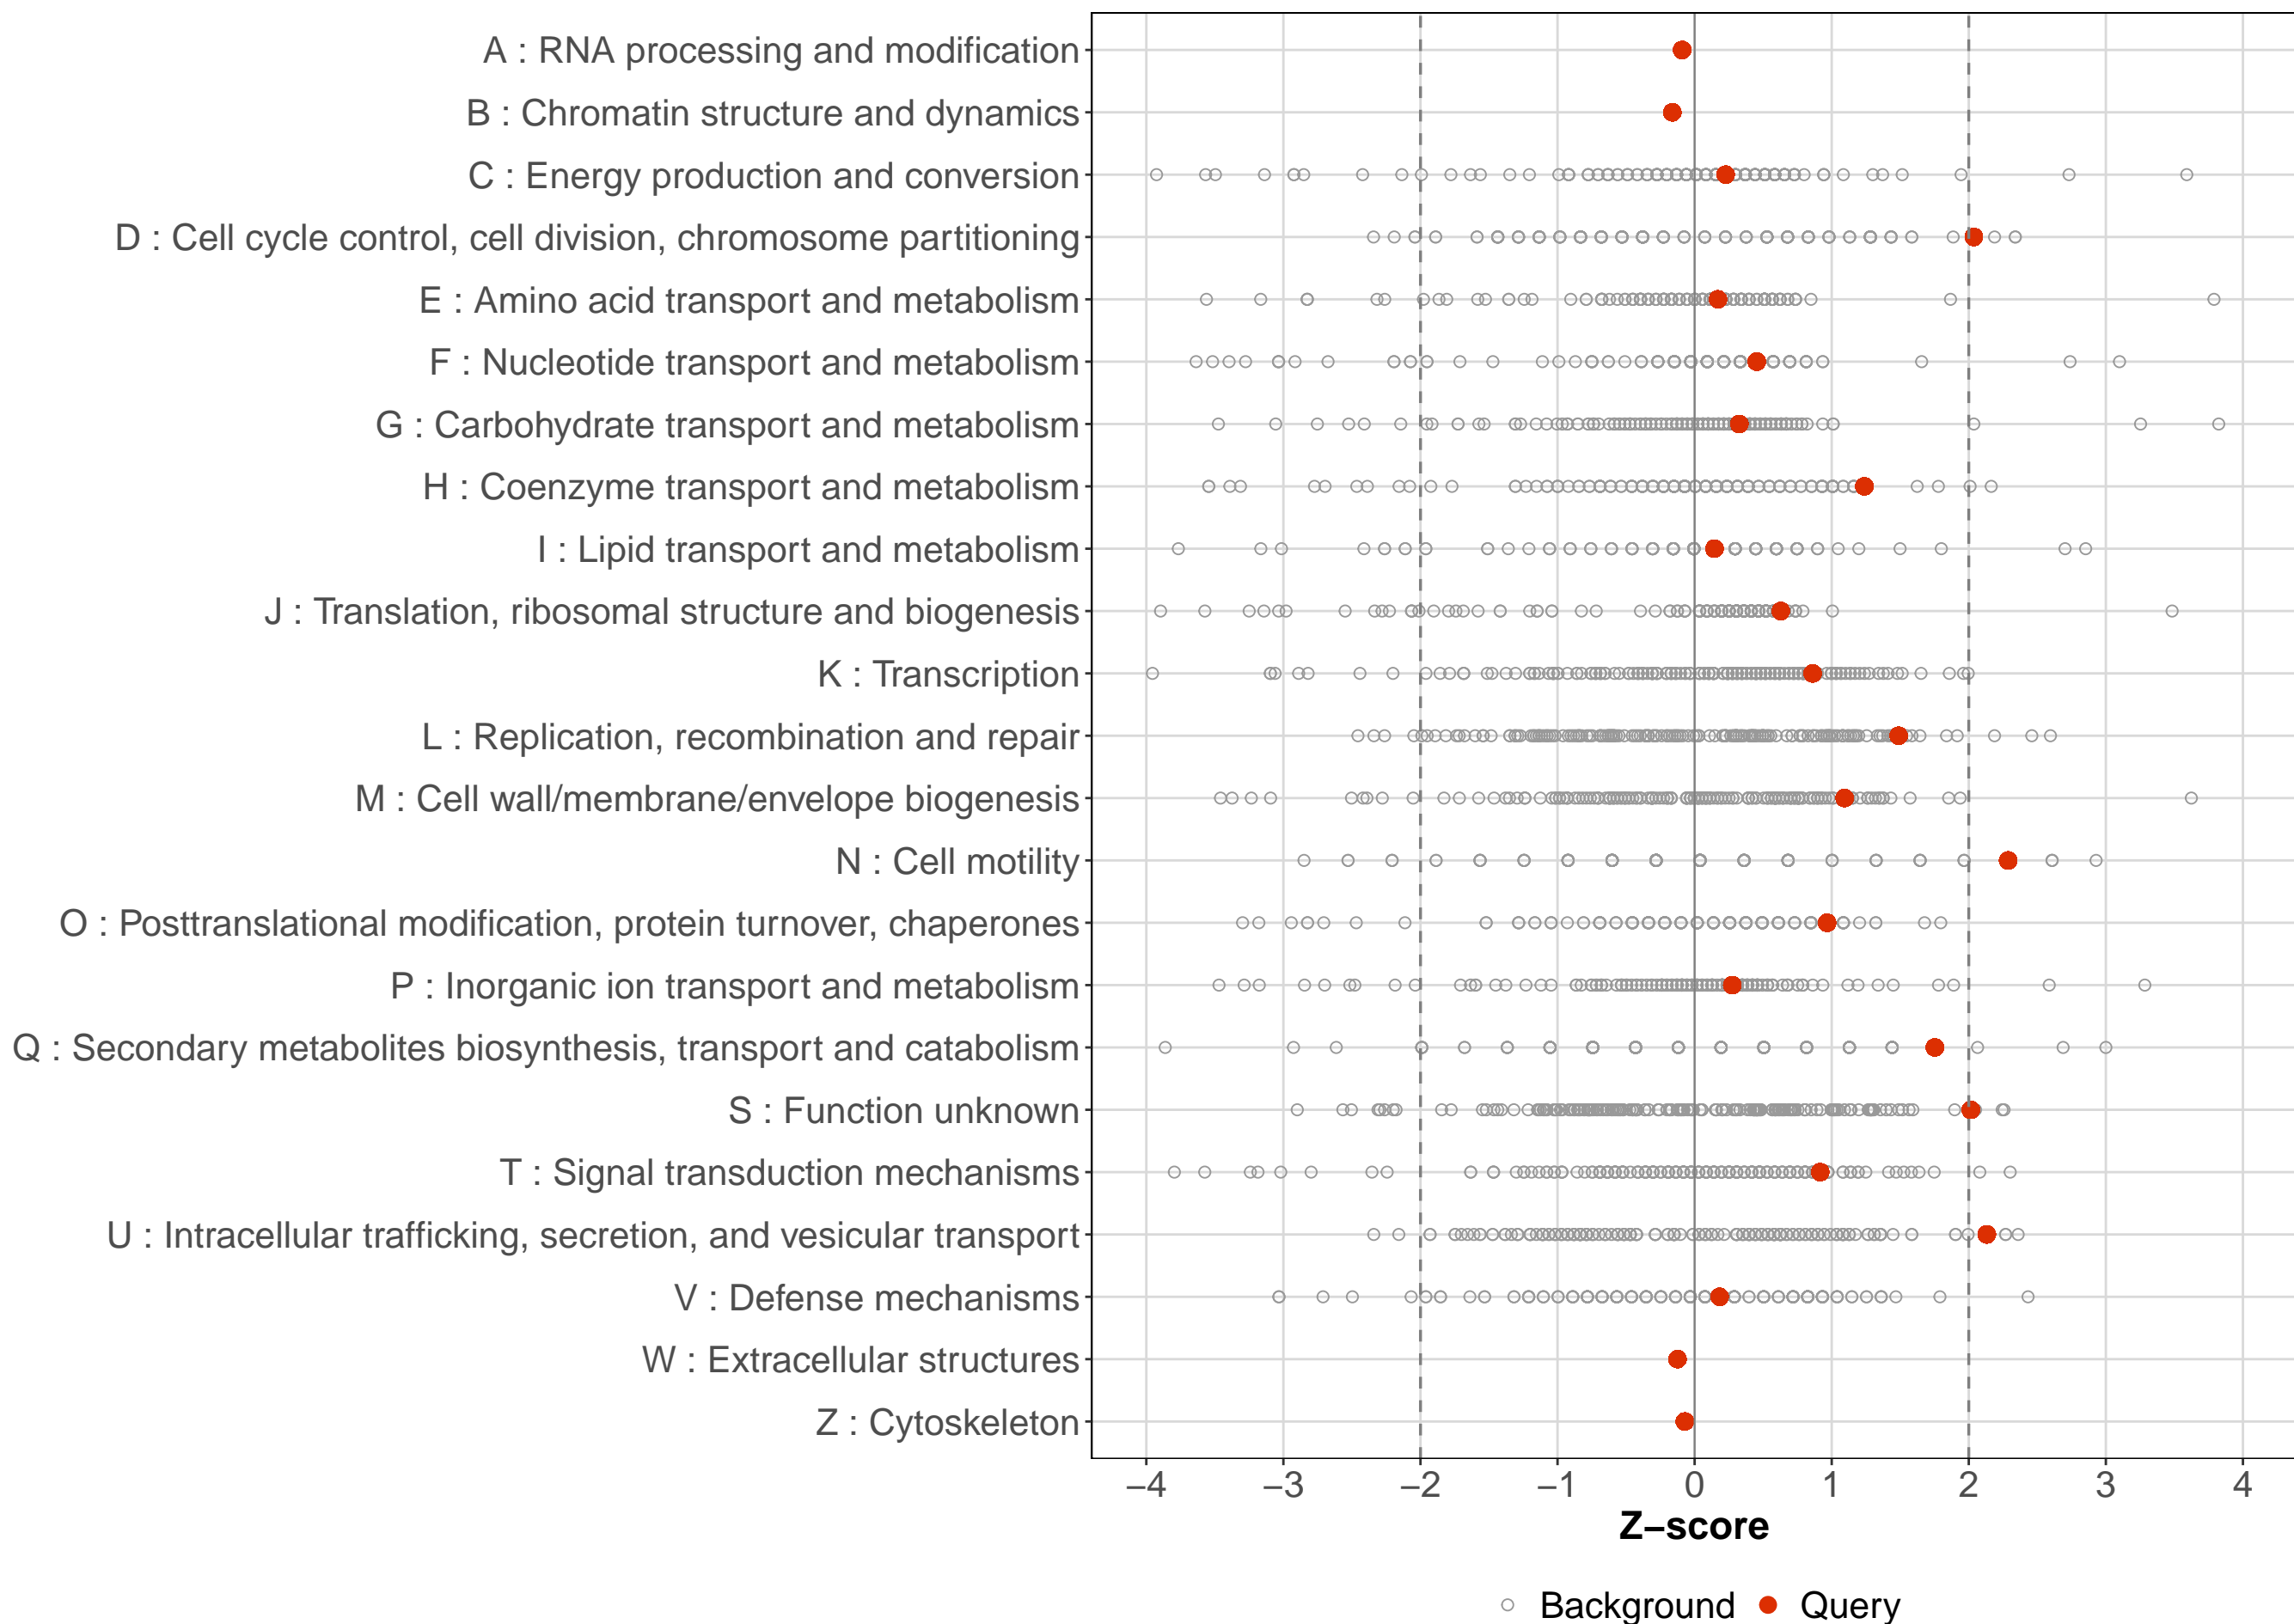 A : RNA processing and modification
B : Chromatin structure and dynamics
C : Energy production and conversion
D : Cell cycle control, cell division, chromosome partitioning
E : Amino acid transport and metabolism
F : Nucleotide transport and metabolism
G : Carbohydrate transport and metabolism
H : Coenzyme transport and metabolism
I : Lipid transport and metabolism
J : Translation, ribosomal structure and biogenesis
K : Transcription
L : Replication, recombination and repair
M : Cell wall/membrane/envelope biogenesis
N : Cell motility
O : Posttranslational modification, protein turnover, chaperones
P : Inorganic ion transport and metabolism
Q : Secondary metabolites biosynthesis, transport and catabolism
S : Function unknown
T : Signal transduction mechanisms
U : Intracellular trafficking, secretion, and vesicular transport
V : Defense mechanisms
W : Extracellular structures
Z : Cytoskeleton
−4 −3 −2 −1 0 1 2 3 4
Z−score
Background Query